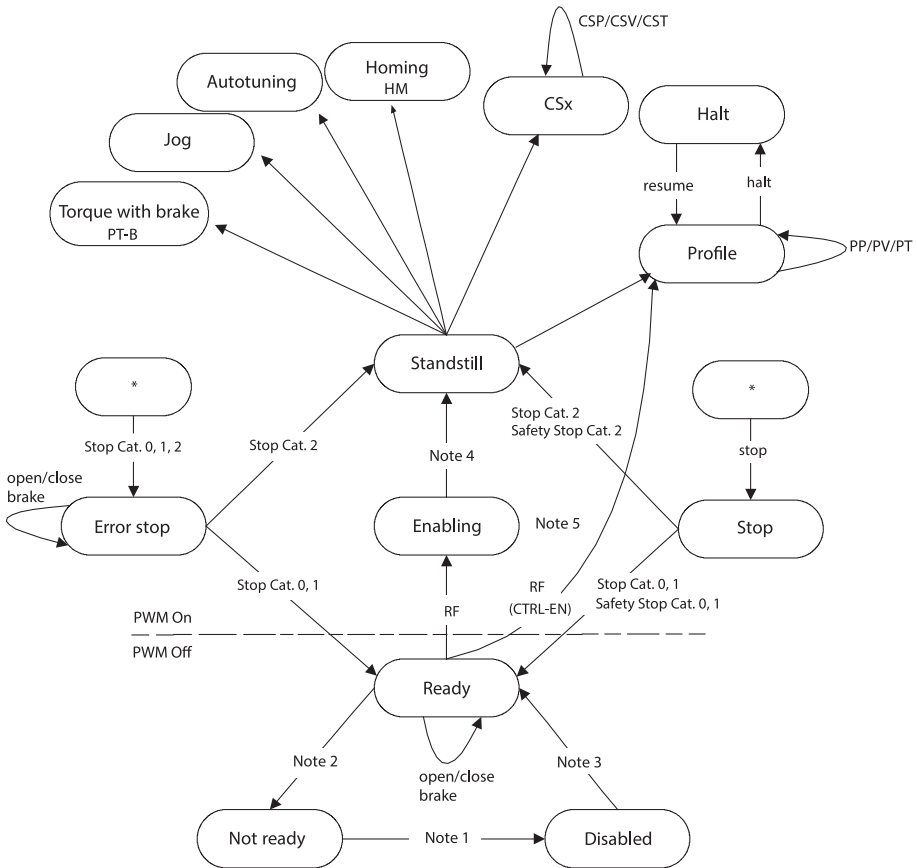 CSP/CSV/CST
Homing
HM
Autotuning
CSx
Halt
Jog
resume
halt
Torque with brake
PT-B
Profile
PP/PV/PT
Standstill
*
*
Stop Cat. 2
Safety Stop Cat. 2
Stop Cat. 0, 1, 2
Stop Cat. 2
Note 4
stop
open/close
brake
Error stop
Enabling
Note 5
Stop
Stop Cat. 0, 1
RF
RF
(CTRL-EN)
Stop Cat. 0, 1
Safety Stop Cat. 0, 1
PWM On
PWM Off
Ready
Note 2
open/close
brake
Note 3
Not ready
Note 1
Disabled